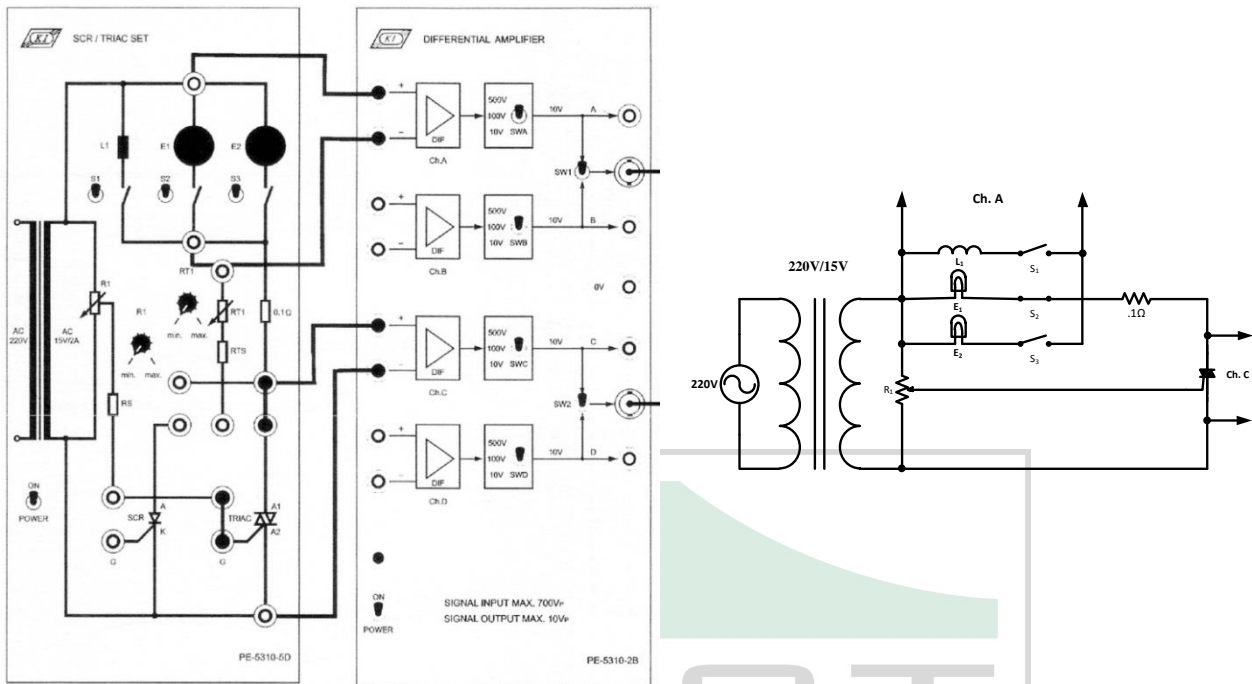 KI SCR / TRIAC SET
L1 E1 E2
S1 S2 S3
RT1
R1
R1 RT1 0.1Ω
min. max.
AC 220V
AC 15V/2A
min. max.
RTS
RS
ON
POWER
SCR A K
TRIAC A1 A2
G G
PE-5310-5D
KI DIFFERENTIAL AMPLIFIER
+ 500V 10V A
100V
− DIF 10V SWA
Ch.A
SW1
+ 500V 10V B
100V
− DIF 10V SWB
Ch.B
0V
+ 500V 10V C
100V
− DIF 10V SWC
Ch.C
SW2
+ 500V 10V D
100V
− DIF 10V SWD
Ch.D
ON
POWER
SIGNAL INPUT MAX. 700VP
SIGNAL OUTPUT MAX. 10VP
PE-5310-2B
Ch. A
220V/15V
L1 S1
E1 S2 .1Ω
E2 S3
220V
R1
Ch. C